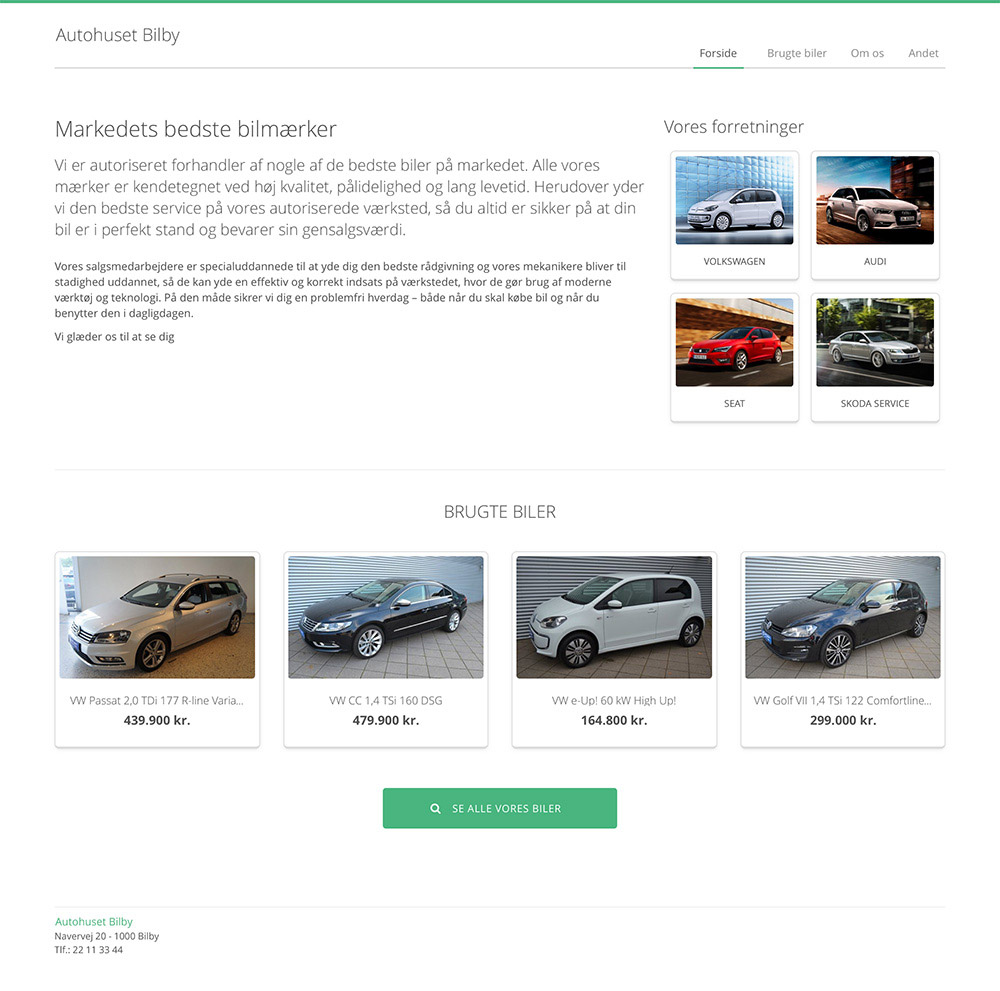 Autohuset Bilby
Forside Brugte biler Om os Andet
Markedets bedste bilmærker
Vi er autoriseret forhandler af nogle af de bedste biler på markedet. Alle vores
mærker er kendetegnet ved høj kvalitet, pålidelighed og lang levetid. Herudover yder
vi den bedste service på vores autoriserede værksted, så du altid er sikker på at din
bil er i perfekt stand og bevarer sin gensalgsværdi.
Vores salgsmedarbejdere er specialuddannede til at yde dig den bedste rådgivning og vores mekanikere bliver til
stadighed uddannet, så de kan yde en effektiv og korrekt indsats på værkstedet, hvor de gør brug af moderne
værktøj og teknologi. På den måde sikrer vi dig en problemfri hverdag – både når du skal købe bil og når du
benytter den i dagligdagen.
Vi glæder os til at se dig
Vores forretninger
VOLKSWAGEN
AUDI
SEAT
SKODA SERVICE
BRUGTE BILER
VW Passat 2,0 TDi 177 R-line Varia...
439.900 kr.
VW CC 1,4 TSi 160 DSG
479.900 kr.
VW e-Up! 60 kW High Up!
164.800 kr.
VW Golf VII 1,4 TSi 122 Comfortline...
299.000 kr.
SE ALLE VORES BILER
Autohuset Bilby
Navervej 20 - 1000 Bilby
Tlf.: 22 11 33 44